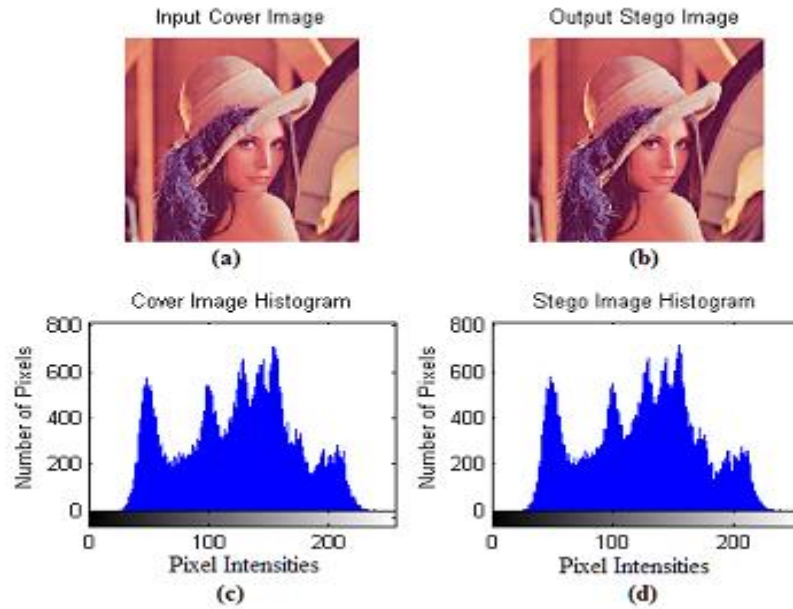 Input Cover Image
Output Stego Image
(a)
(b)
Cover Image Histogram
Stego Image Histogram
Number of Pixels
800
600
400
200
0
0
100
200
Pixel Intensities
(c)
Number of Pixels
800
600
400
200
0
0
100
200
Pixel Intensities
(d)